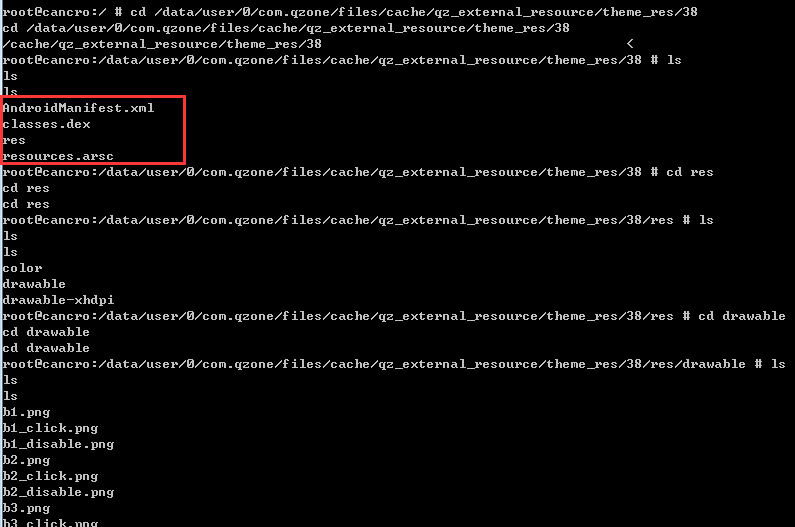 root@cancro:/ # cd /data/user/0/com.qzone/files/cache/qz_external_resource/theme_res/38
cd /data/user/0/com.qzone/files/cache/qz_external_resource/theme_res/38
/cache/qz_external_resource/theme_res/38 <
root@cancro:/data/user/0/com.qzone/files/cache/qz_external_resource/theme_res/38 # ls
ls
ls
AndroidManifest.xml
classes.dex
res
resources.arsc
root@cancro:/data/user/0/com.qzone/files/cache/qz_external_resource/theme_res/38 # cd res
cd res
cd res
root@cancro:/data/user/0/com.qzone/files/cache/qz_external_resource/theme_res/38/res # ls
ls
ls
color
drawable
drawable-xhdpi
root@cancro:/data/user/0/com.qzone/files/cache/qz_external_resource/theme_res/38/res # cd drawable
cd drawable
cd drawable
root@cancro:/data/user/0/com.qzone/files/cache/qz_external_resource/theme_res/38/res/drawable # ls
ls
ls
b1.png
b1_click.png
b1_disable.png
b2.png
b2_click.png
b2_disable.png
b3.png
b3_click.png